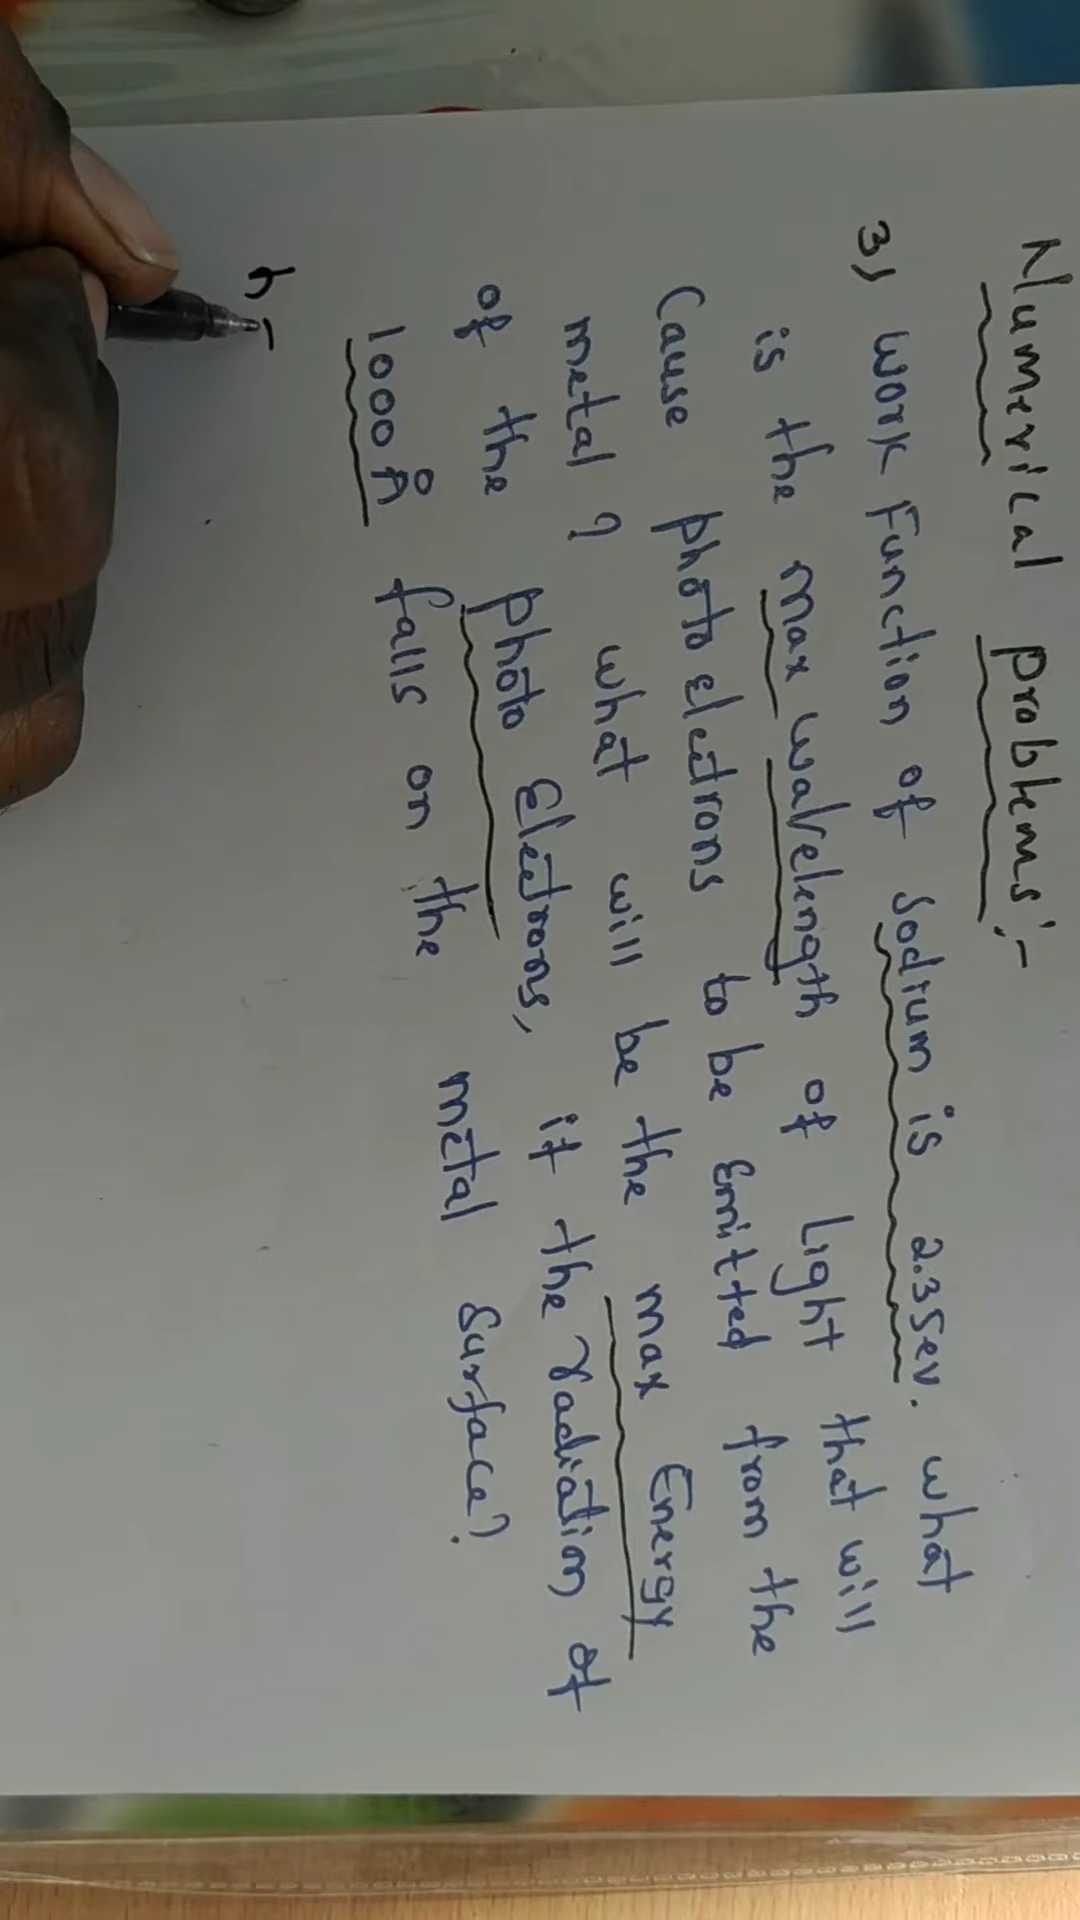 Numerical problems:-
3) Work Function of Sodium is 2.35ev. what
is the max wavelength of Light that will
Cause photo electrons to be Emitted from the
metal? what will be the max Energy
of the photo Electrons, if the radiation of
1000Å falls on the metal Surface?
h-